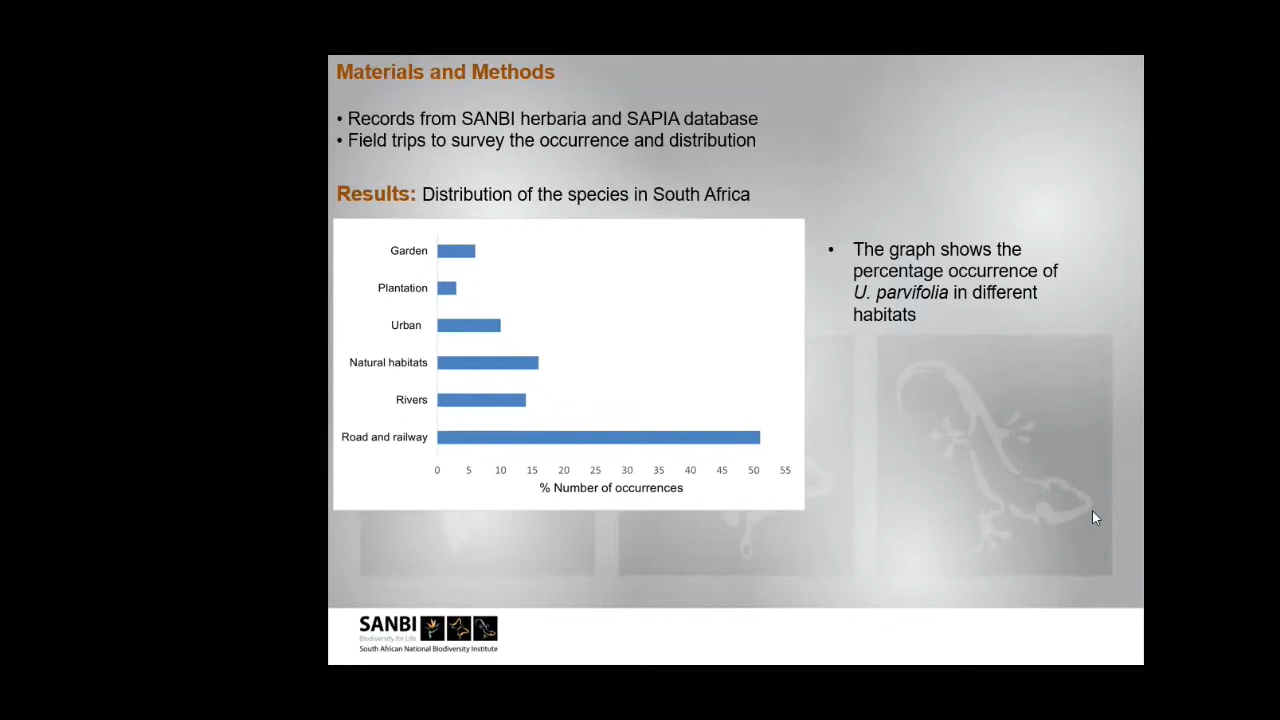 Materials and Methods
• Records from SANBI herbaria and SAPIA database
• Field trips to survey the occurrence and distribution
Results: Distribution of the species in South Africa
Garden
Plantation
Urban
Natural habitats
Rivers
Road and railway
0 5 10 15 20 25 30 35 40 45 50 55
% Number of occurrences
• The graph shows the
percentage occurrence of
U. parvifolia in different
habitats
SANBI
Biodiversity for Life
South African National Biodiversity Institute